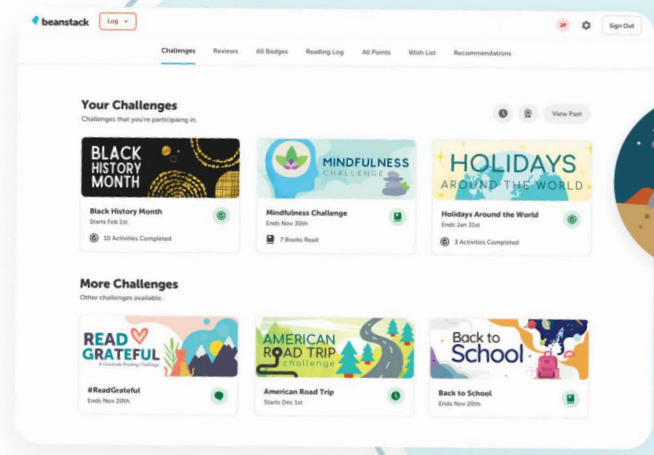 beanstack
Log
JP
Sign Out
Challenges Reviews All Badges Reading Log All Points Wish List Recommendations
Your Challenges
Challenges that you're participating in.
View Past
BLACK
HISTORY
MONTH
MINDFULNESS
CHALLENGE
HOLIDAYS
AROUND THE WORLD
Black History Month
Starts Feb 1st
10 Activities Completed
Mindfulness Challenge
Ends Nov 30th
7 Books Read
Holidays Around the World
Ends Jan 31st
3 Activities Completed
More Challenges
Other challenges available.
READ
GRATEFUL
A Gratitude Reading Challenge
AMERICAN
ROAD TRIP
challenge
Back to
School
#ReadGrateful
Ends Nov 20th
American Road Trip
Starts Dec 1st
Back to School
Ends Nov 20th